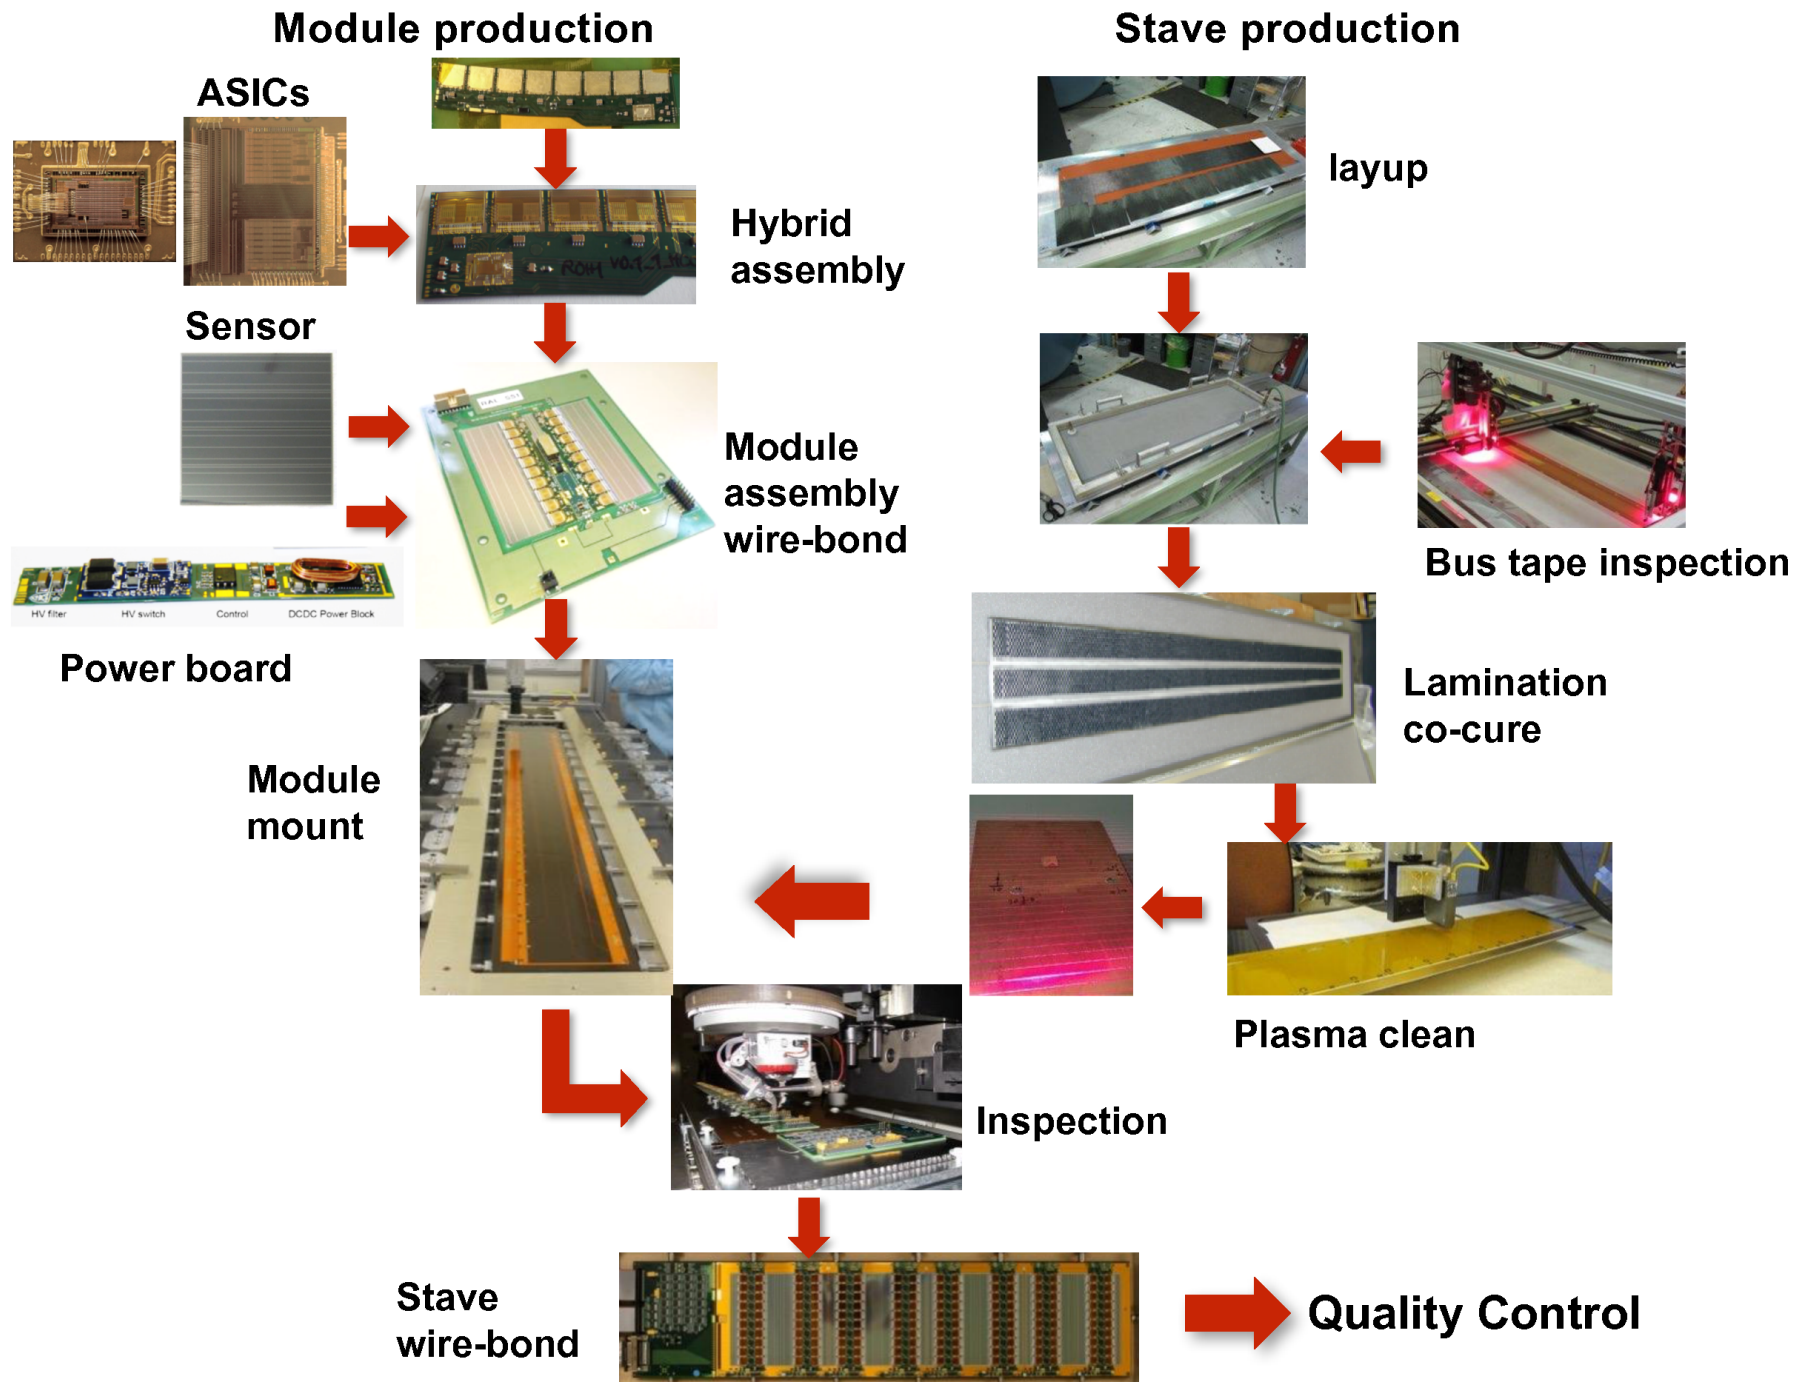 Module production
Stave production
ASICs
layup
Hybrid
assembly
Sensor
Module
assembly
wire-bond
Bus tape inspection
HV filter
HV switch
Control
DCDC Power Block
Power board
Lamination
co-cure
Module
mount
Plasma clean
Inspection
Stave
wire-bond
Quality Control